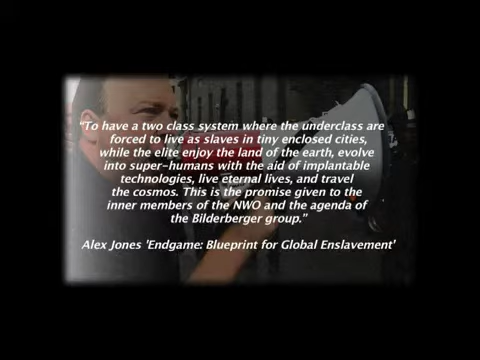 “To have a two class system where the underclass are
forced to live as slaves in tiny enclosed cities,
while the elite enjoy the land of the earth, evolve
into super-humans with the aid of implantable
technologies, live eternal lives, and travel
the cosmos. This is the promise given to the
inner members of the NWO and the agenda of
the Bilderberger group.”
Alex Jones 'Endgame: Blueprint for Global Enslavement'